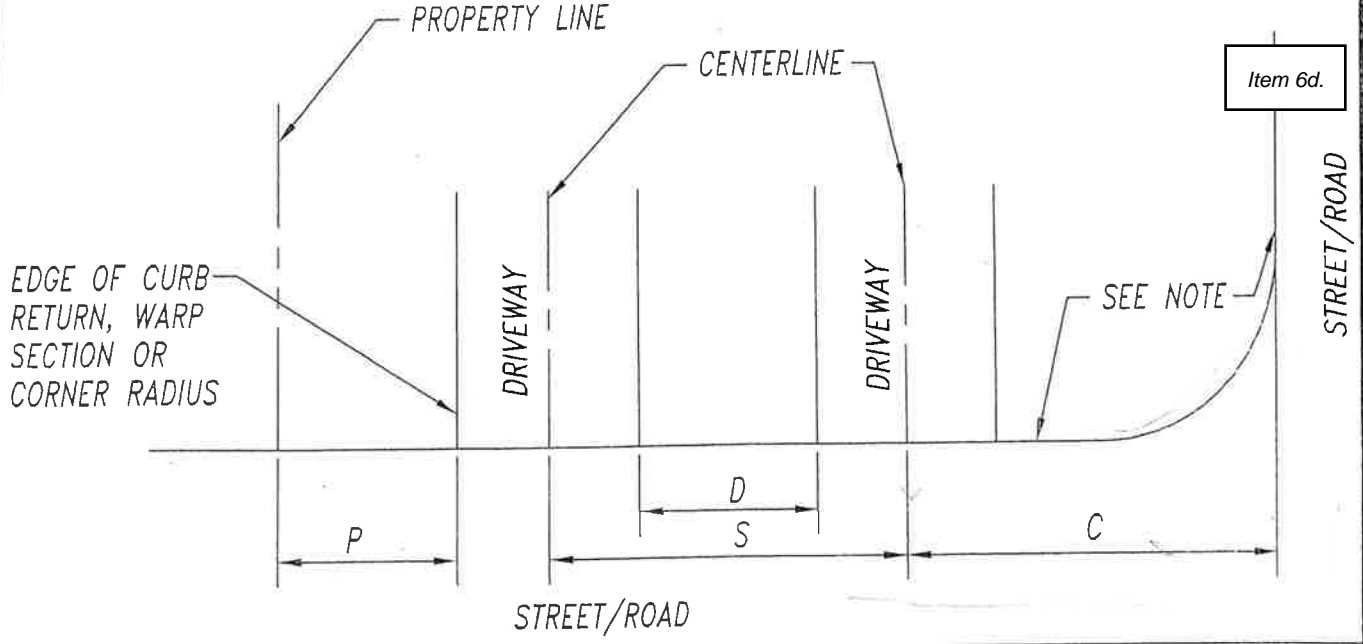 PROPERTY LINE
CENTERLINE
Item 6d.
STREET/ROAD
EDGE OF CURB
RETURN, WARP
SECTION OR
CORNER RADIUS
DRIVEWAY
DRIVEWAY
SEE NOTE
P
D
S
C
STREET/ROAD